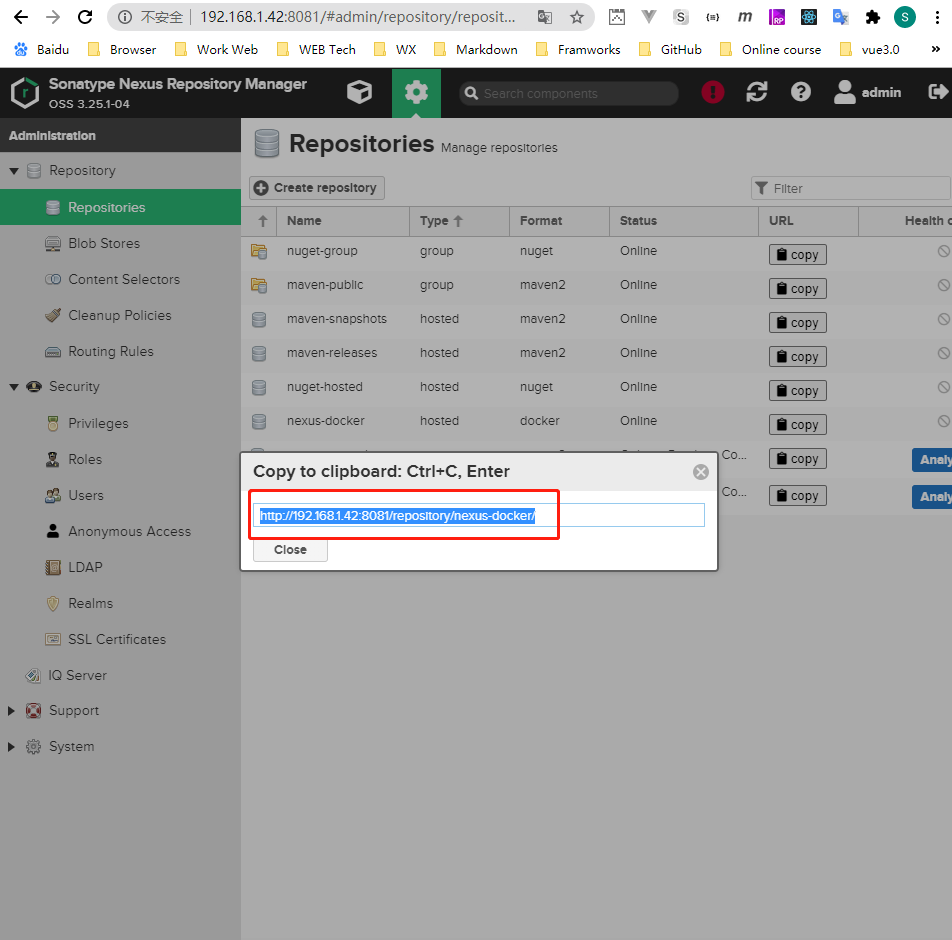 不安全 192.168.1.42:8081/#admin/repository/reposit...
Baidu Browser Work Web WEB Tech WX Markdown Framworks GitHub Online course vue3.0 »
Sonatype Nexus Repository Manager
OSS 3.25.1-04
Search components
admin
Administration
Repository
Repositories
Blob Stores
Content Selectors
Cleanup Policies
Routing Rules
Security
Privileges
Roles
Users
Anonymous Access
LDAP
Realms
SSL Certificates
IQ Server
Support
System
Repositories Manage repositories
Create repository
Filter
Name Type Format Status URL Health c
nuget-group group nuget Online copy
maven-public group maven2 Online copy
maven-snapshots hosted maven2 Online copy
maven-releases hosted maven2 Online copy
nuget-hosted hosted nuget Online copy
nexus-docker hosted docker Online copy
Co... copy Analy
Co... copy Analy
Copy to clipboard: Ctrl+C, Enter
http://192.168.1.42:8081/repository/nexus-docker/
Close